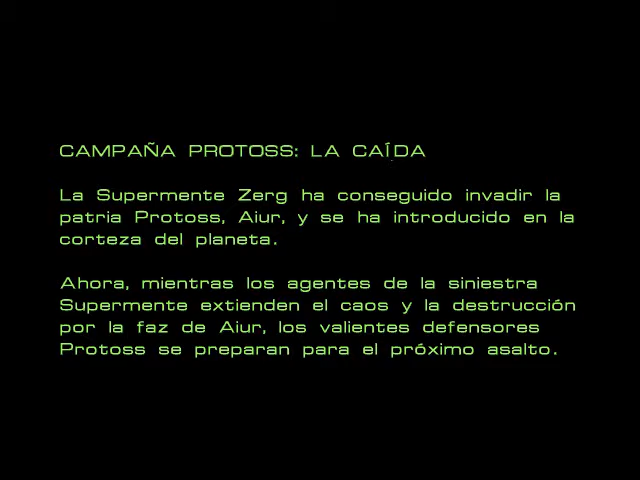 CAMPAÑA PROTOSS: LA CAÍDA
La Supermente Zerg ha conseguido invadir la
patria Protoss, Aiur, y se ha introducido en la
corteza del planeta.
Ahora, mientras los agentes de la siniestra
Supermente extienden el caos y la destrucción
por la faz de Aiur, los valientes defensores
Protoss se preparan para el próximo asalto.